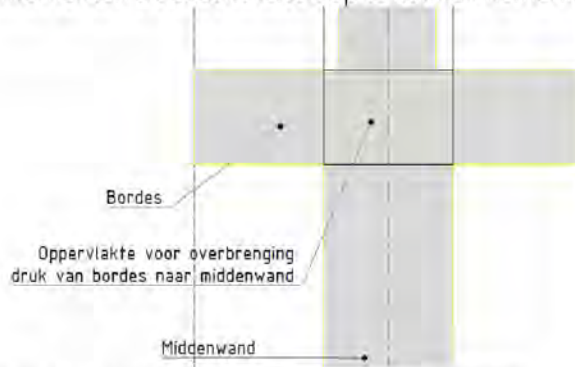 Bordes
Oppervlakte voor overbrenging
druk van bordes naar middenwand
Middenwand